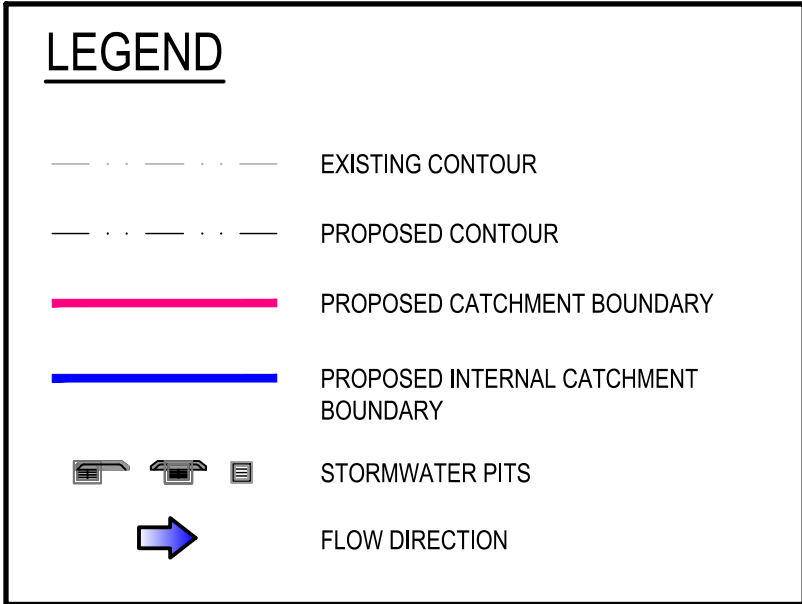 LEGEND
EXISTING CONTOUR
PROPOSED CONTOUR
PROPOSED CATCHMENT BOUNDARY
PROPOSED INTERNAL CATCHMENT
BOUNDARY
STORMWATER PITS
FLOW DIRECTION